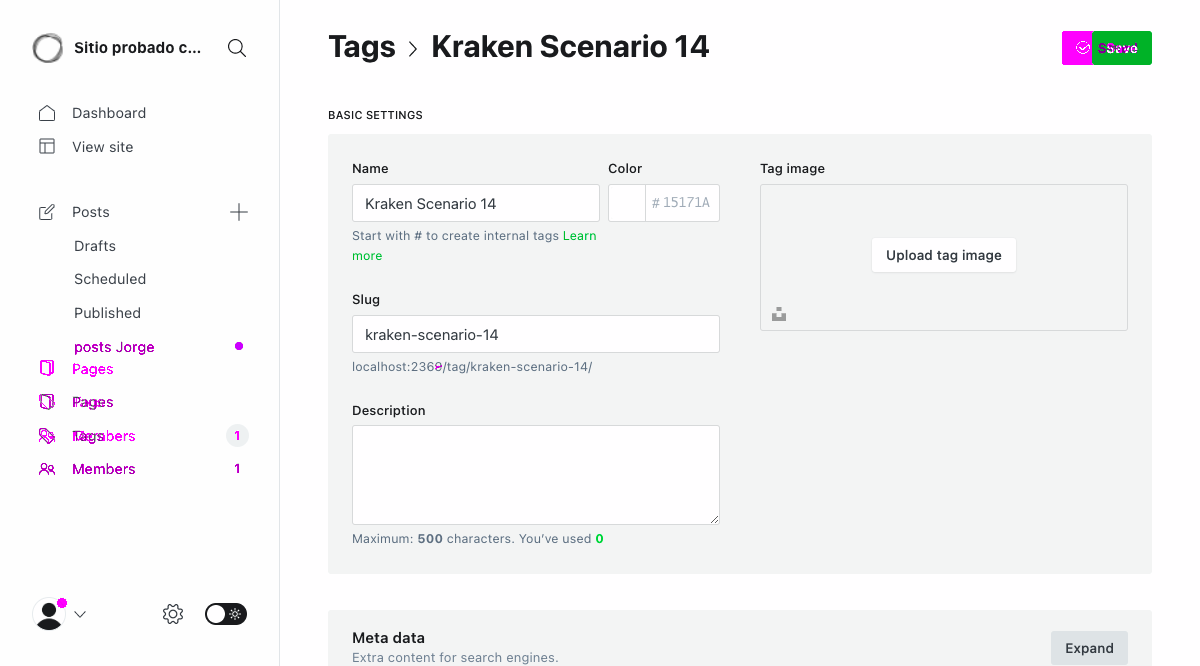 Sitio probado c...
Tags > Kraken Scenario 14
Save
Dashboard
View site
Posts
Drafts
Scheduled
Published
posts Jorge
Pages
Pages
Members 1
Members 1
BASIC SETTINGS
Name
Color
Tag image
Kraken Scenario 14
# 15171A
Start with # to create internal tags Learn
more
Upload tag image
Slug
kraken-scenario-14
/tag/kraken-scenario-14/
Description
Maximum: 500 characters. You've used 0
Meta data
Extra content for search engines.
Expand